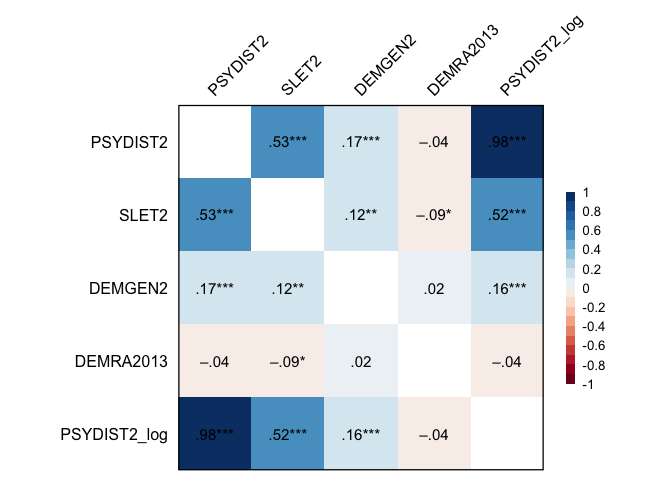 PSYDIST2 SLET2 DEMGEN2 DEMRA2013 PSYDIST2_log
PSYDIST2 .53*** .17*** –.04 .98***
SLET2 .53*** .12** –.09* .52***
DEMGEN2 .17*** .12** .02 .16***
DEMRA2013 –.04 –.09* .02 –.04
PSYDIST2_log .98*** .52*** .16*** –.04
1
0.8
0.6
0.4
0.2
0
-0.2
-0.4
-0.6
-0.8
-1